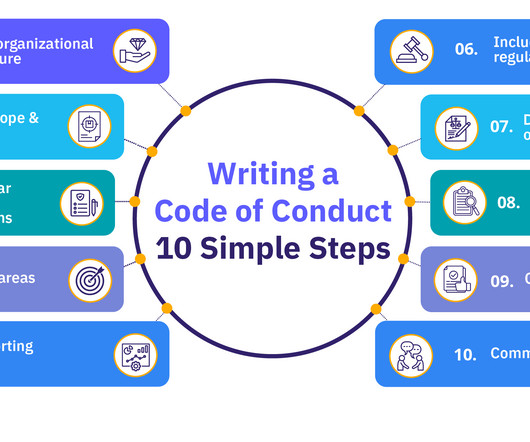 organizational
ure
ope &
ar
ns
areas
rting
Writing a
Code of Conduct
10 Simple Steps
06. Inclu
regula
07. D
o
08.
09.
10. Comm